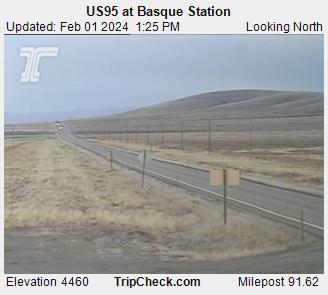 US95 at Basque Station
Updated: Feb 01 2024 1:25 PM Looking North
Elevation 4460 TripCheck.com Milepost 91.62